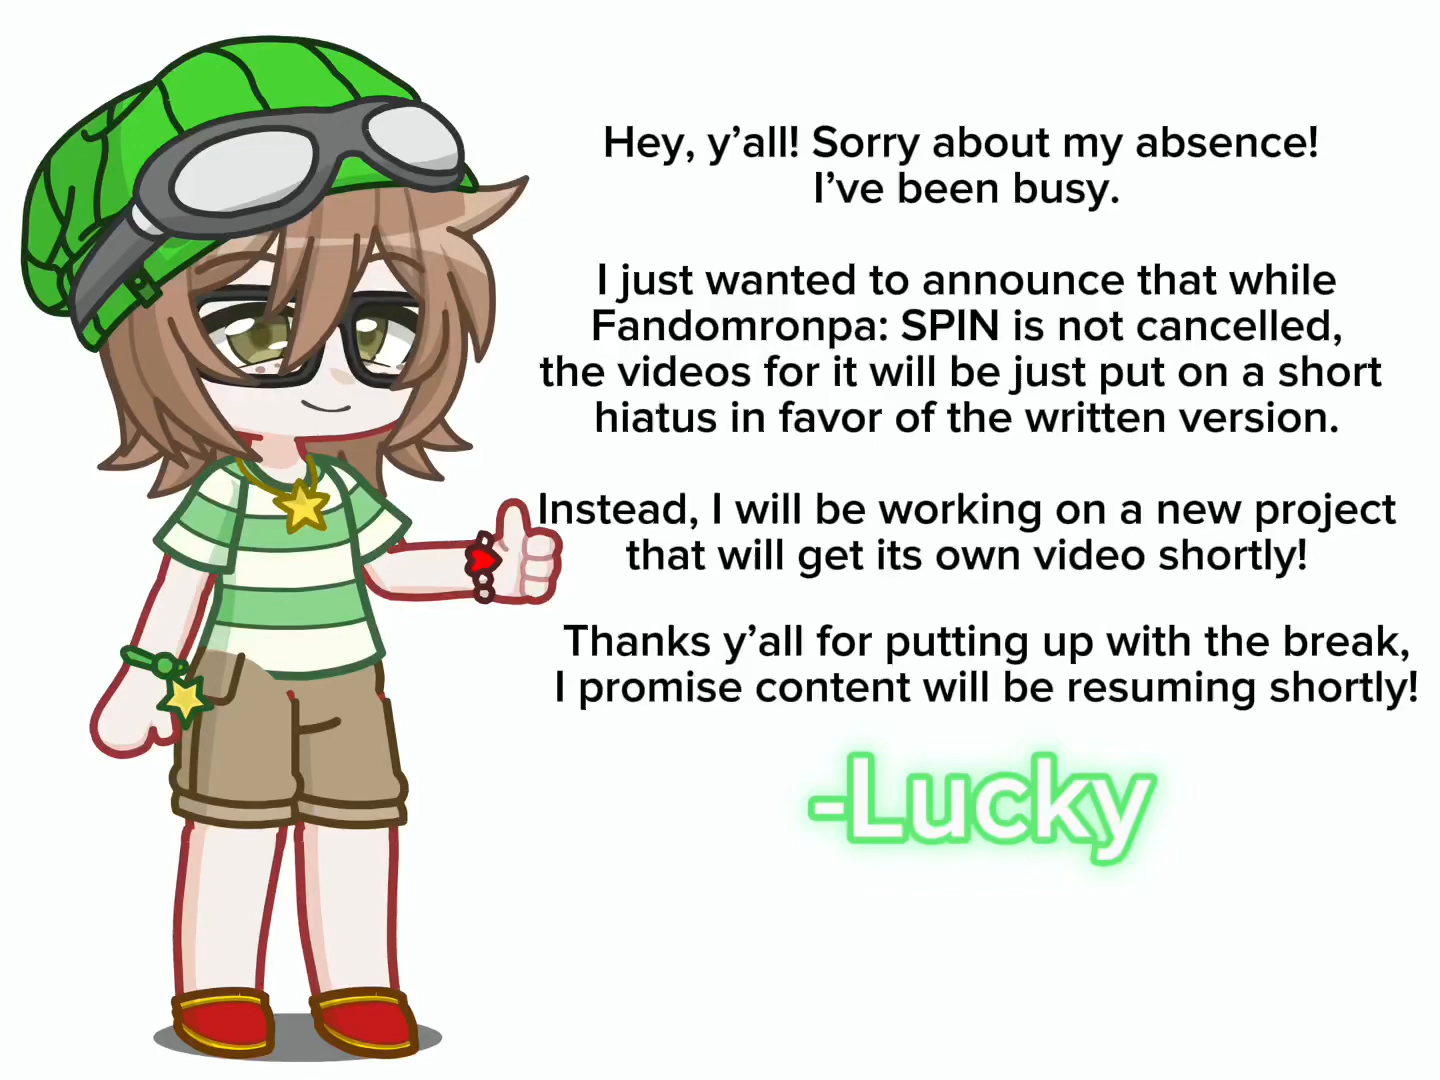 Hey, y’all! Sorry about my absence!
I’ve been busy.
I just wanted to announce that while
Fandomronpa: SPIN is not cancelled,
the videos for it will be just put on a short
hiatus in favor of the written version.
Instead, I will be working on a new project
that will get its own video shortly!
Thanks y’all for putting up with the break,
I promise content will be resuming shortly!
-Lucky